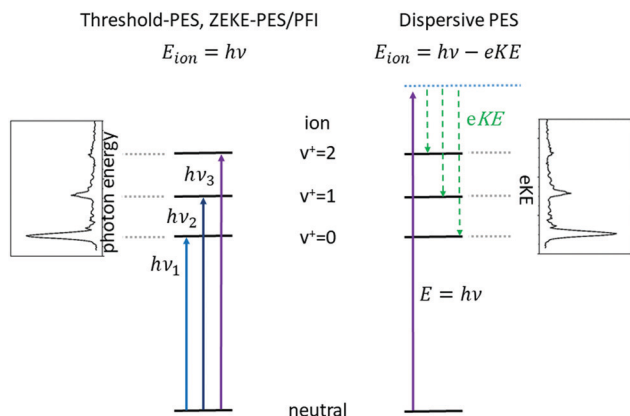 Threshold-PES, ZEKE-PES/PFI
E_ion = hν
Dispersive PES
E_ion = hν − eKE
ion
v⁺=2
v⁺=1
v⁺=0
neutral
photon energy
hν₁
hν₂
hν₃
eKE
E = hν
eKE